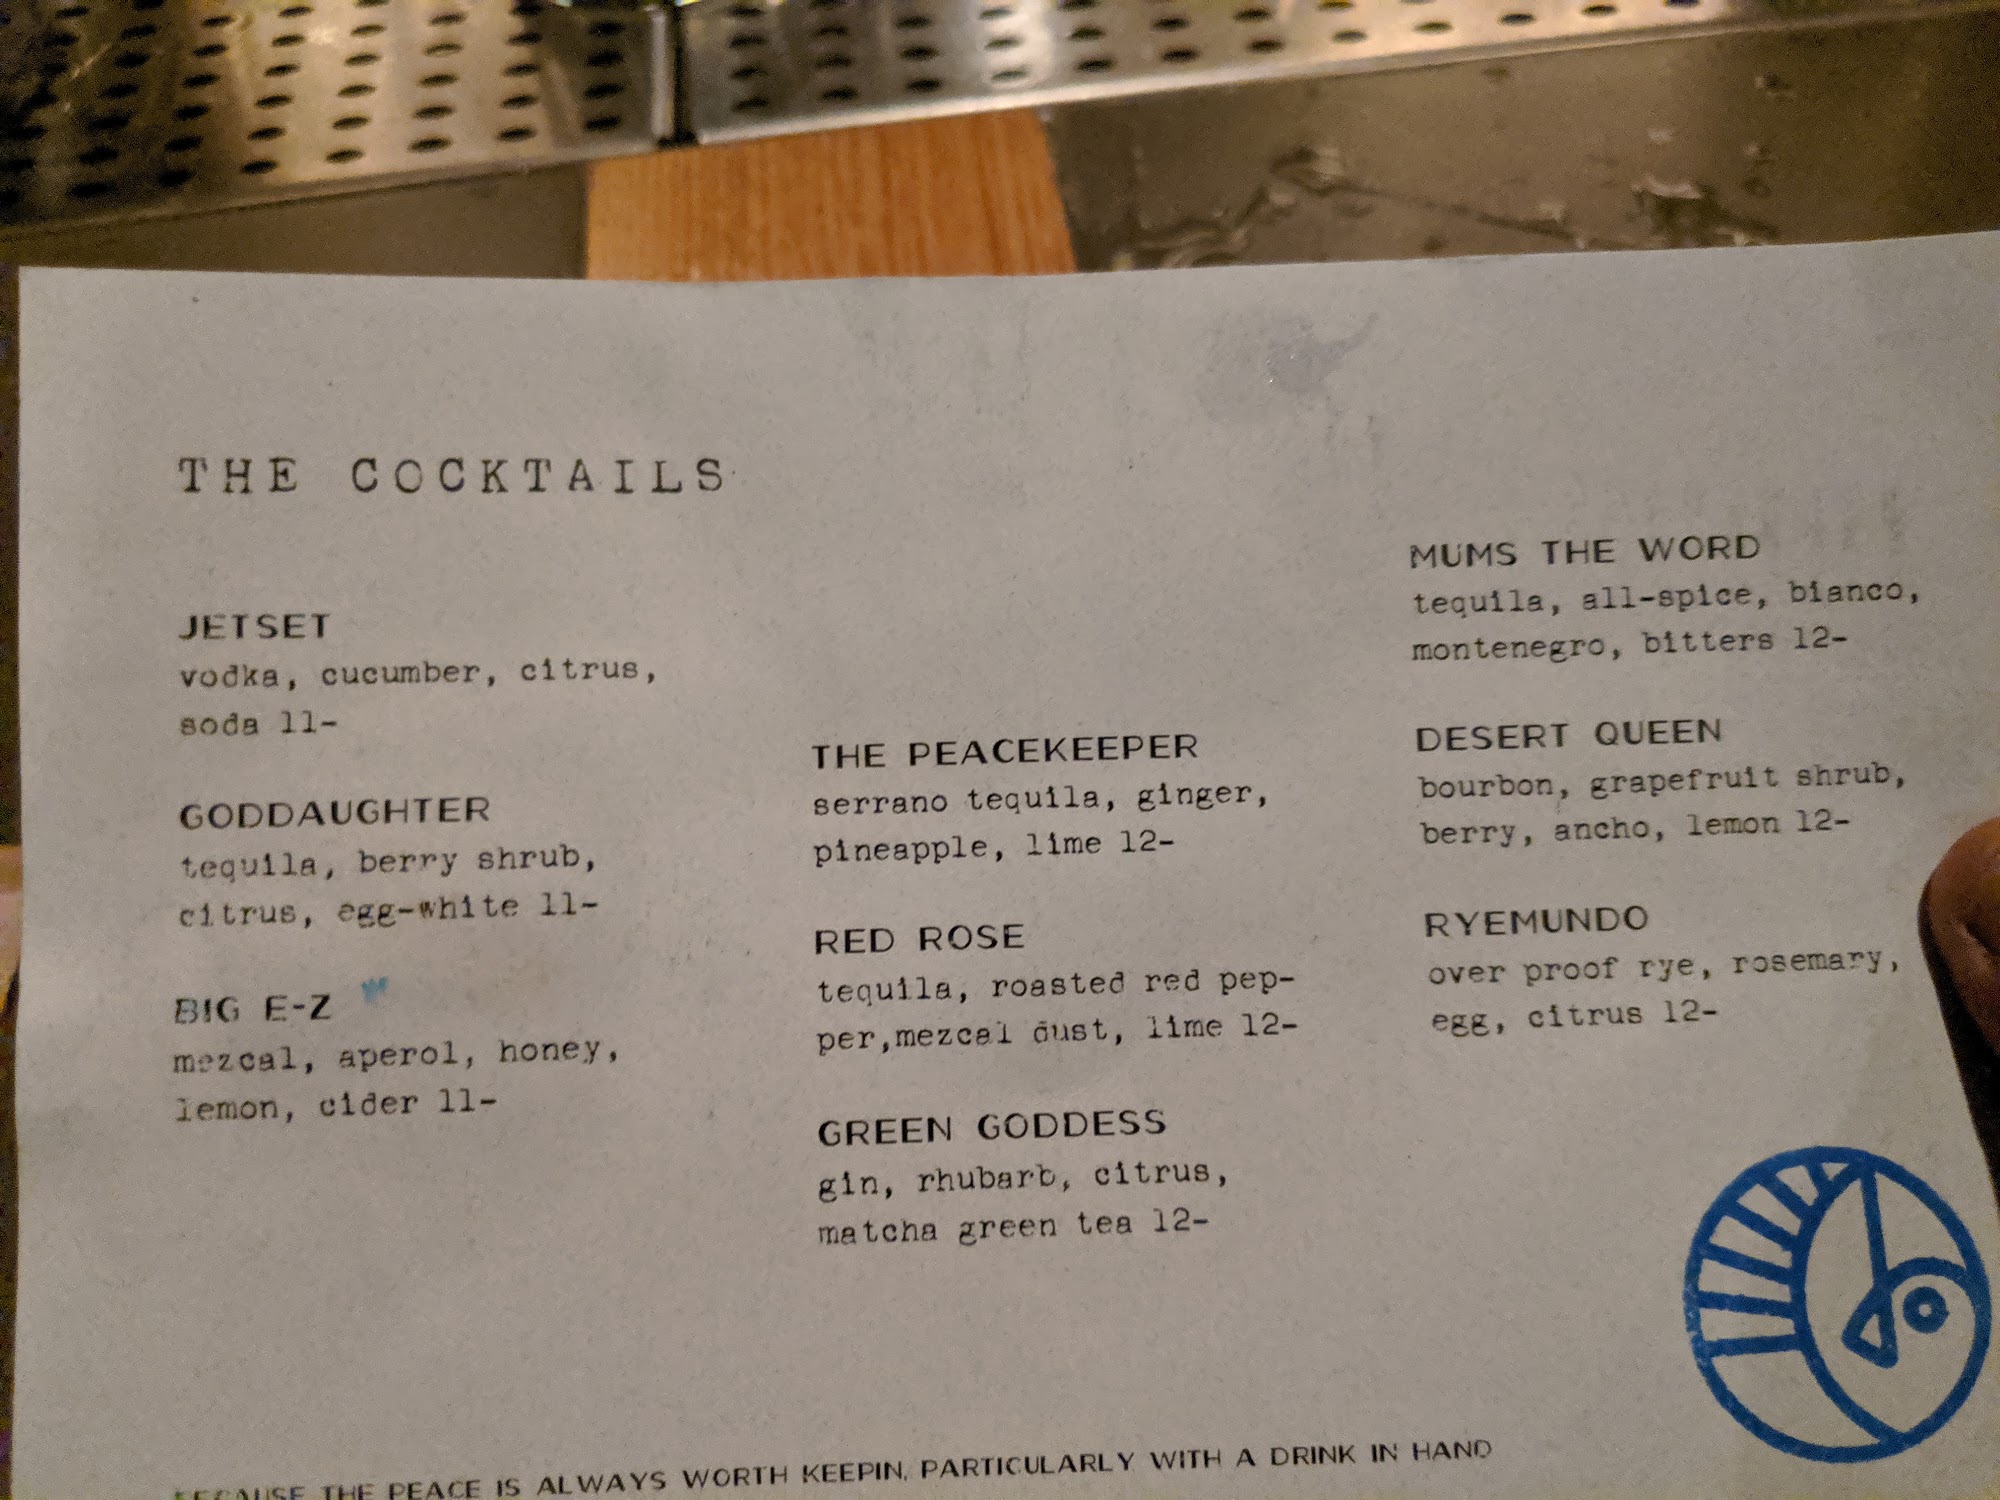 THE COCKTAILS
JETSET
vodka, cucumber, citrus,
soda 11-
GODDAUGHTER
tequila, berry shrub,
citrus, egg-white 11-
BIG E-Z
mezcal, aperol, honey,
lemon, cider 11-
THE PEACEKEEPER
serrano tequila, ginger,
pineapple, lime 12-
RED ROSE
tequila, roasted red pep-
per,mezcal dust, lime 12-
GREEN GODDESS
gin, rhubarb, citrus,
matcha green tea 12-
MUMS THE WORD
tequila, all-spice, bianco,
montenegro, bitters 12-
DESERT QUEEN
bourbon, grapefruit shrub,
berry, ancho, lemon 12-
RYEMUNDO
over proof rye, rosemary,
egg, citrus 12-
BECAUSE THE PEACE IS ALWAYS WORTH KEEPIN, PARTICULARLY WITH A DRINK IN HAND